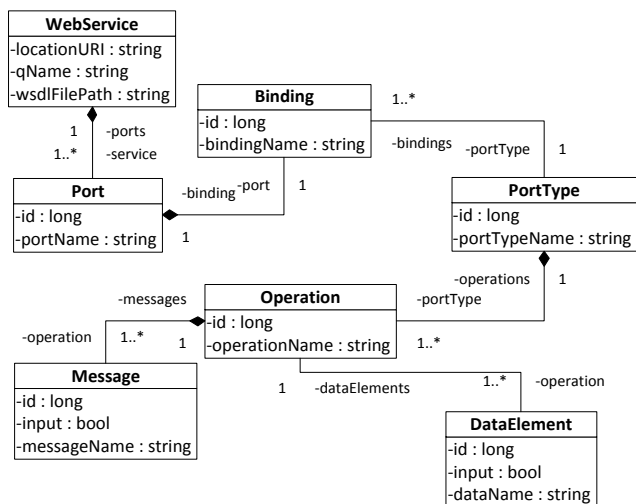 WebService
-locationURI : string
-qName : string
-wsdlFilePath : string
1 -ports
1..* -service
Port
-id : long
-portName : string
-binding
-port
1
1
Binding
-id : long
-bindingName : string
1..*
-bindings
-portType
1
PortType
-id : long
-portTypeName : string
-operations
1
-portType
1..*
Operation
-id : long
-operationName : string
-messages
1
-operation
1..*
Message
-id : long
-input : bool
-messageName : string
1
-dataElements
1..*
-operation
DataElement
-id : long
-input : bool
-dataName : string